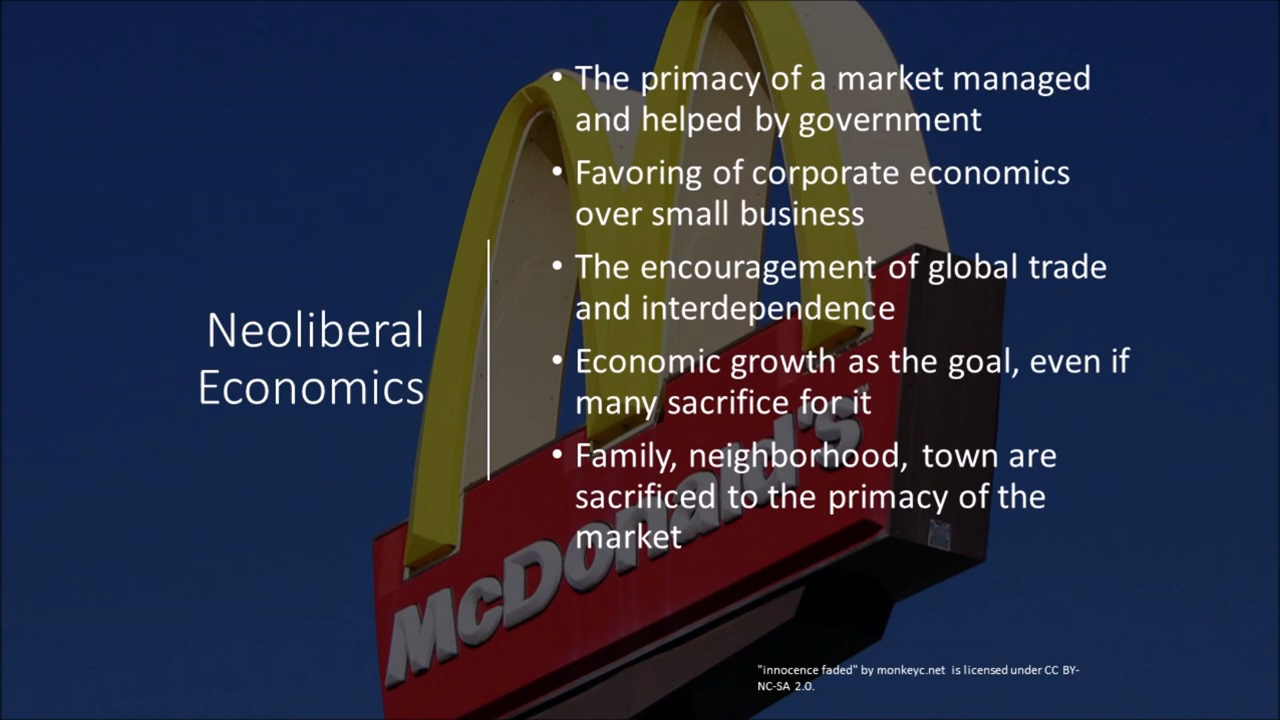 Neoliberal
Economics
• The primacy of a market managed
and helped by government
• Favoring of corporate economics
over small business
• The encouragement of global trade
and interdependence
• Economic growth as the goal, even if
many sacrifice for it
• Family, neighborhood, town are
sacrificed to the primacy of the
market
McDonald's
"innocence faded" by monkeyc.net is licensed under CC BY-
NC-SA 2.0.